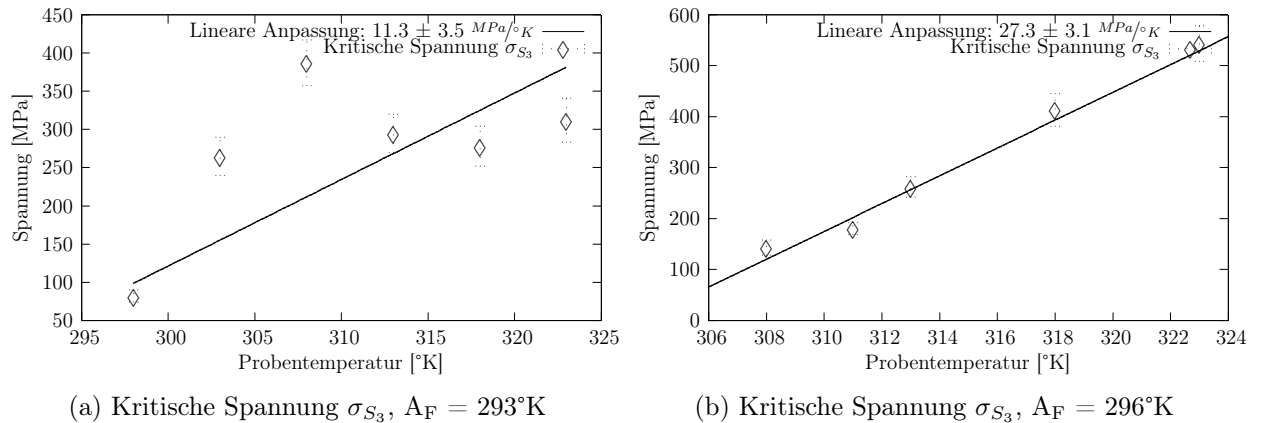 Lineare Anpassung: 11.3 ± 3.5 MPa/°K
Kritische Spannung σS3
450
400
350
300
250
200
150
100
50
295 300 305 310 315 320 325
Spannung [MPa]
Probentemperatur [°K]
(a) Kritische Spannung σS3, AF = 293°K
Lineare Anpassung: 27.3 ± 3.1 MPa/°K
Kritische Spannung σS3
600
500
400
300
200
100
0
306 308 310 312 314 316 318 320 322 324
Spannung [MPa]
Probentemperatur [°K]
(b) Kritische Spannung σS3, AF = 296°K